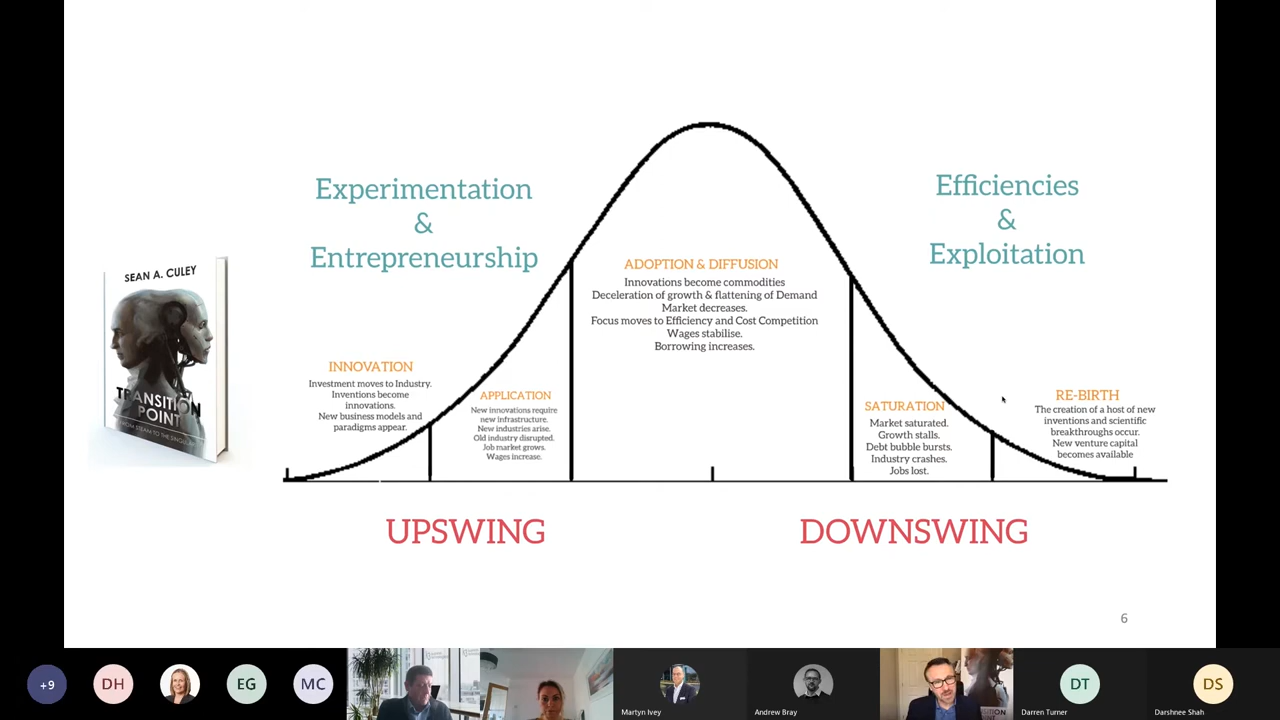 Experimentation
&
Entrepreneurship
Efficiencies
&
Exploitation
SEAN A. CULEY
TRANSITION
POINT
FROM STEAM TO THE SINGULARITY
INNOVATION
Investment moves to Industry.
Inventions become
innovations.
New business models and
paradigms appear.
APPLICATION
New innovations require
new infrastructure.
New industries arise.
Old industry disrupted.
Job market grows.
Wages increase.
ADOPTION & DIFFUSION
Innovations become commodities
Deceleration of growth & flattening of Demand
Market decreases.
Focus moves to Efficiency and Cost Competition
Wages stabilise.
Borrowing increases.
SATURATION
Market saturated.
Growth stalls.
Debt bubble bursts.
Industry crashes.
Jobs lost.
RE-BIRTH
The creation of a host of new
inventions and scientific
breakthroughs occur.
New venture capital
becomes available
UPSWING
DOWNSWING
6
+9
DH
EG
MC
Martyn Ivey
Andrew Bray
DT
Darren Turner
DS
Darshnee Shah